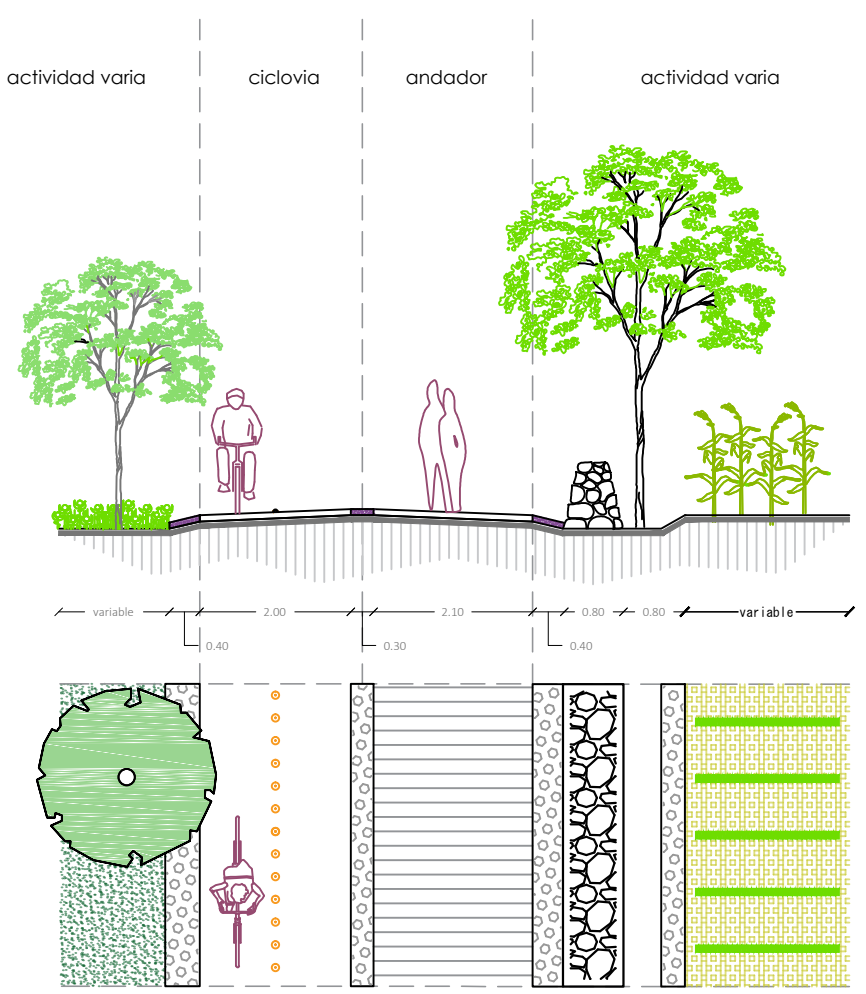 actividad varia
ciclovia
andador
actividad varia
variable
2.00
2.10
0.80
0.80
variable
0.40
0.30
0.40